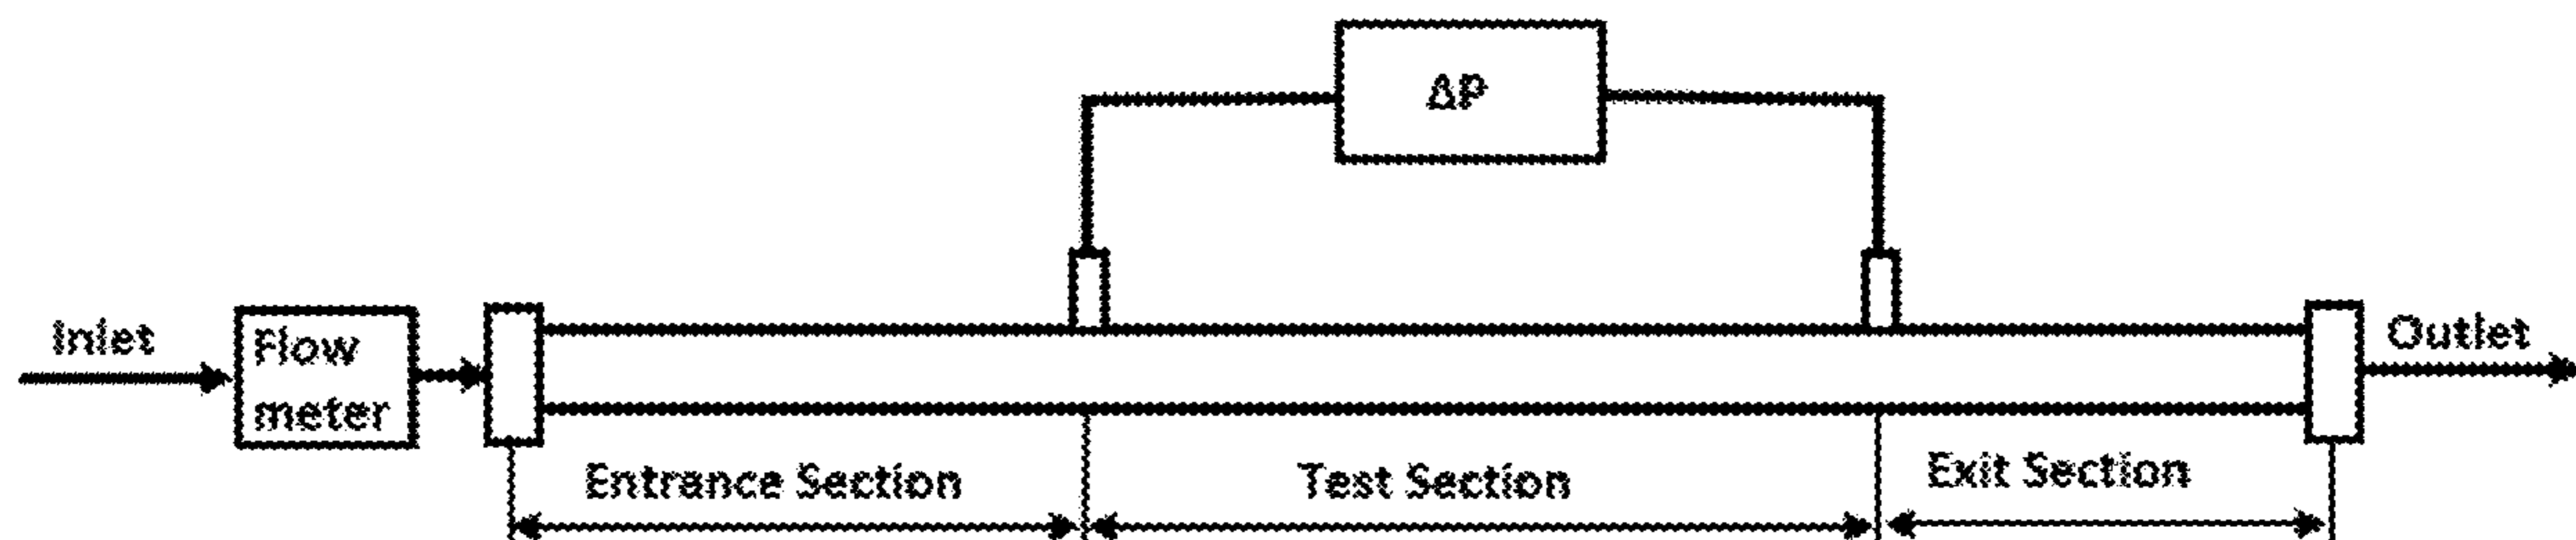 ΔP
Inlet
Flow
meter
Outlet
Entrance Section
Test Section
Exit Section